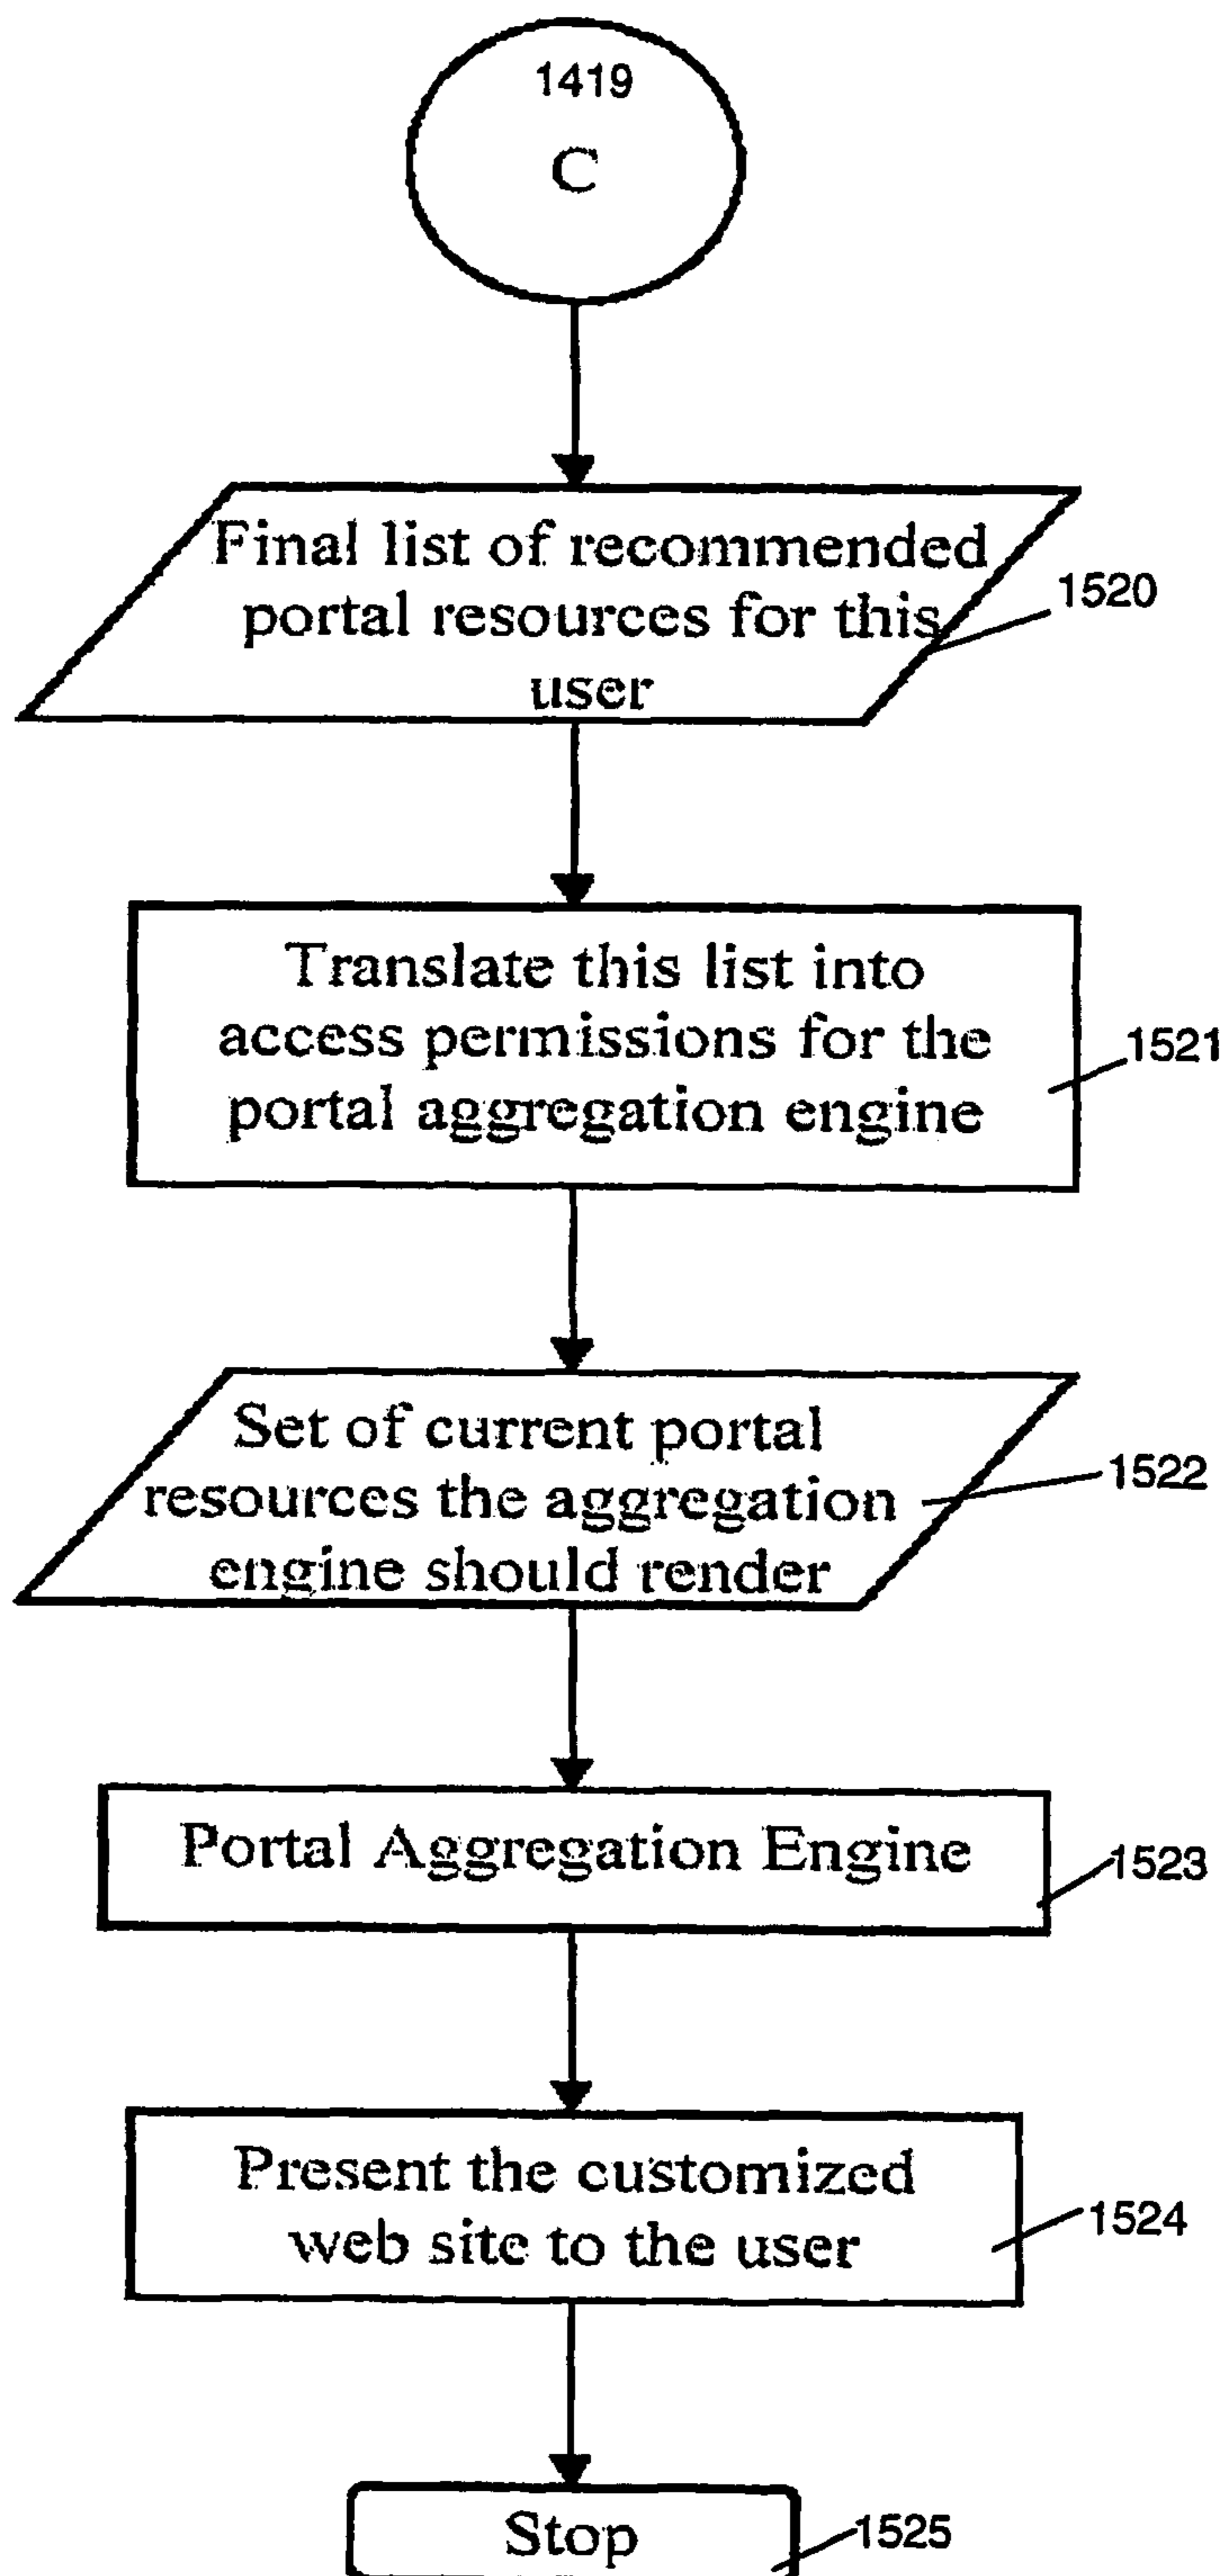 1419
C
Final list of recommended
portal resources for this
user
1520
Translate this list into
access permissions for the
portal aggregation engine
1521
Set of current portal
resources the aggregation
engine should render
1522
Portal Aggregation Engine
1523
Present the customized
web site to the user
1524
Stop
1525